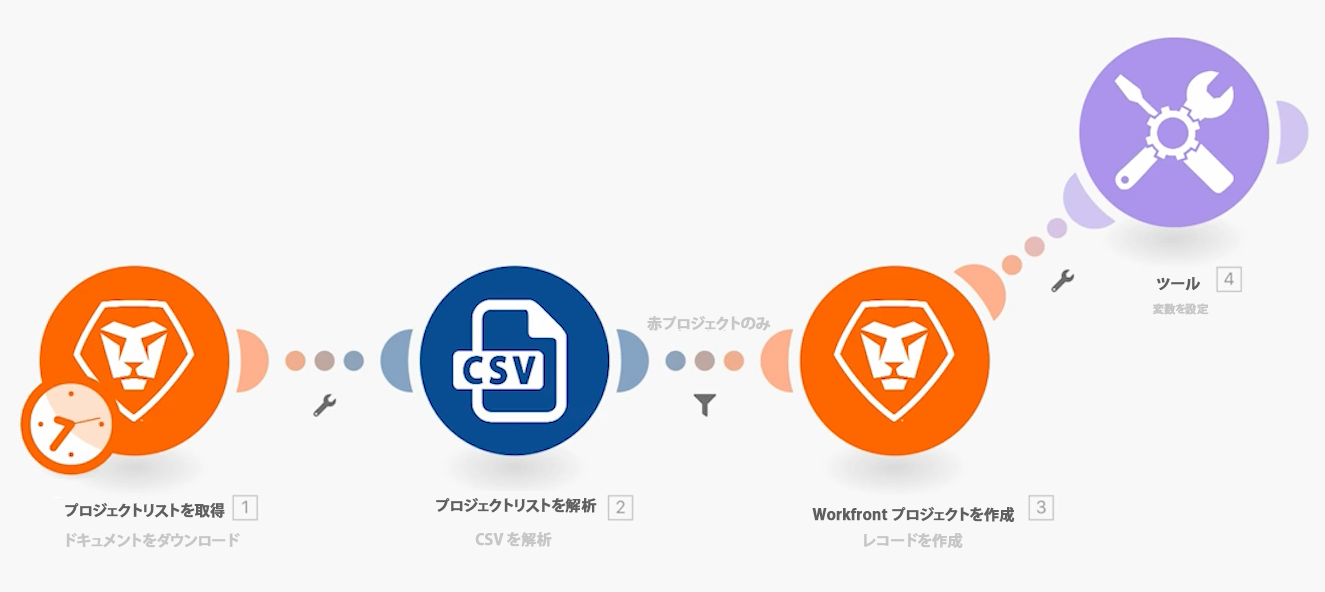 CSV
赤プロジェクトのみ
ツール 4
変数を設定
プロジェクトリストを取得 1
ドキュメントをダウンロード
プロジェクトリストを解析 2
CSV を解析
Workfront プロジェクトを作成 3
レコードを作成